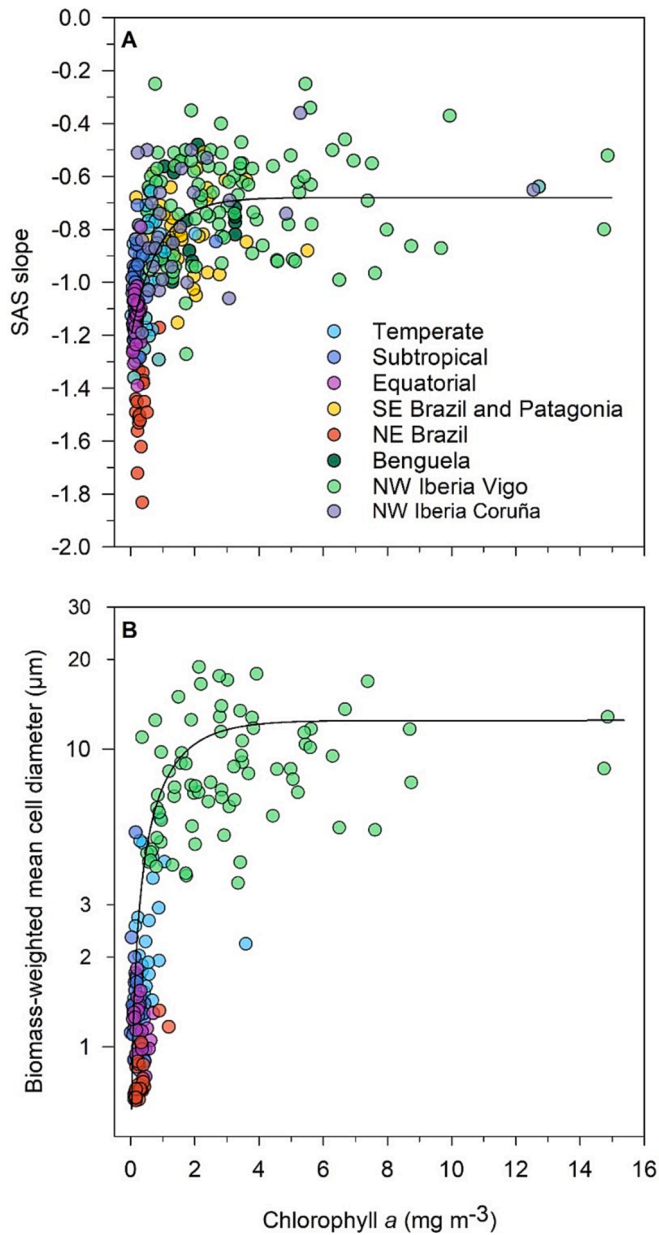 0.0
A
-0.2
-0.4
-0.6
-0.8
-1.0
-1.2
-1.4
-1.6
-1.8
-2.0
SAS slope
Temperate
Subtropical
Equatorial
SE Brazil and Patagonia
NE Brazil
Benguela
NW Iberia Vigo
NW Iberia Coruña
30
B
20
10
3
2
1
Biomass-weighted mean cell diameter (µm)
0 2 4 6 8 10 12 14 16
Chlorophyll a (mg m-3)